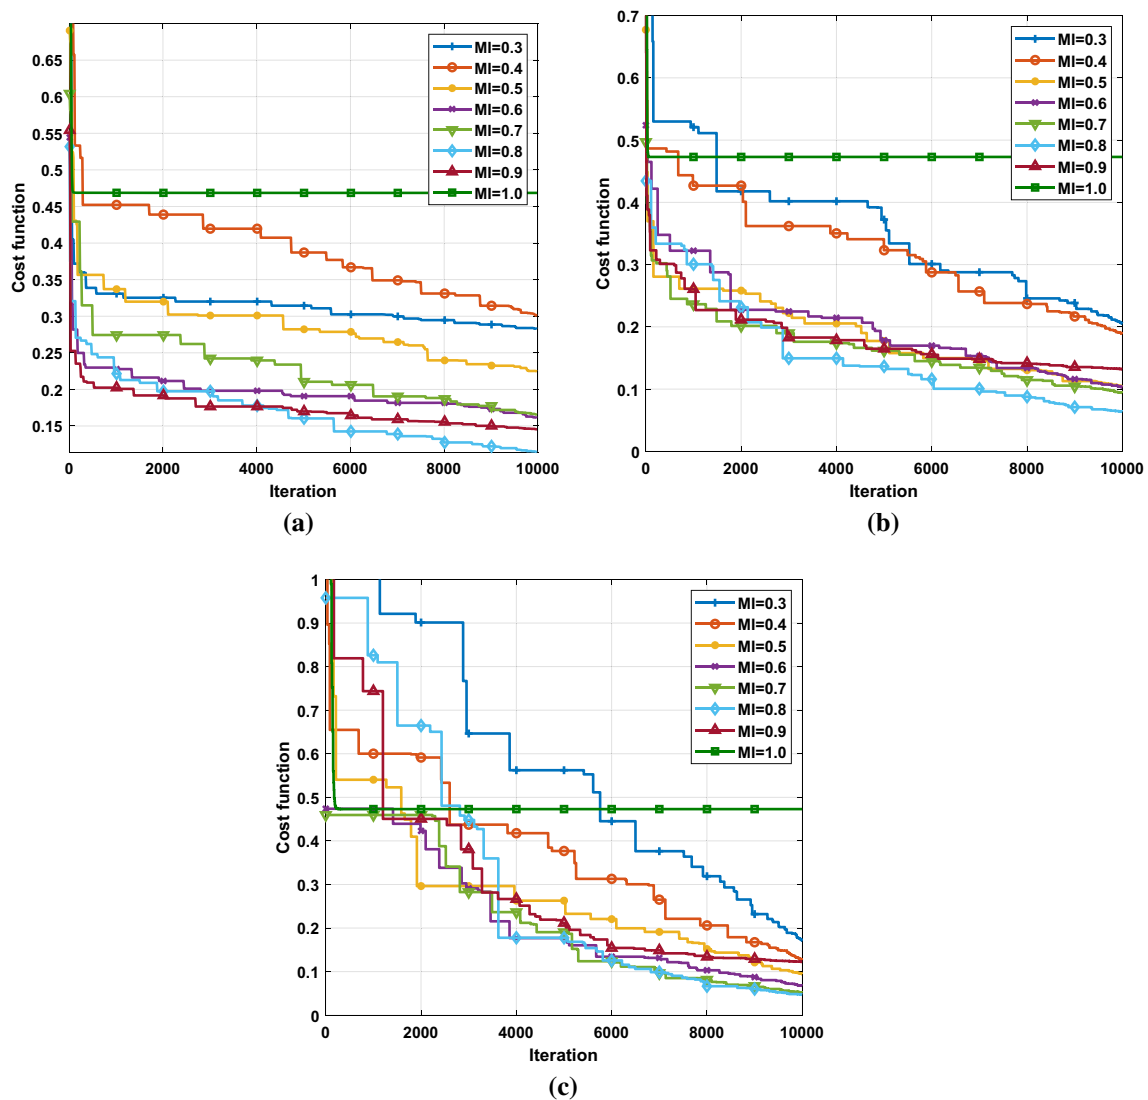 0.65
0.6
0.55
0.5
0.45
0.4
0.35
0.3
0.25
0.2
0.15
Cost function
0 2000 4000 6000 8000 10000
Iteration
MI=0.3
MI=0.4
MI=0.5
MI=0.6
MI=0.7
MI=0.8
MI=0.9
MI=1.0
(a)
0.7
0.6
0.5
0.4
0.3
0.2
0.1
0
Cost function
0 2000 4000 6000 8000 10000
Iteration
MI=0.3
MI=0.4
MI=0.5
MI=0.6
MI=0.7
MI=0.8
MI=0.9
MI=1.0
(b)
1
0.9
0.8
0.7
0.6
0.5
0.4
0.3
0.2
0.1
0
Cost function
0 2000 4000 6000 8000 10000
Iteration
MI=0.3
MI=0.4
MI=0.5
MI=0.6
MI=0.7
MI=0.8
MI=0.9
MI=1.0
(c)